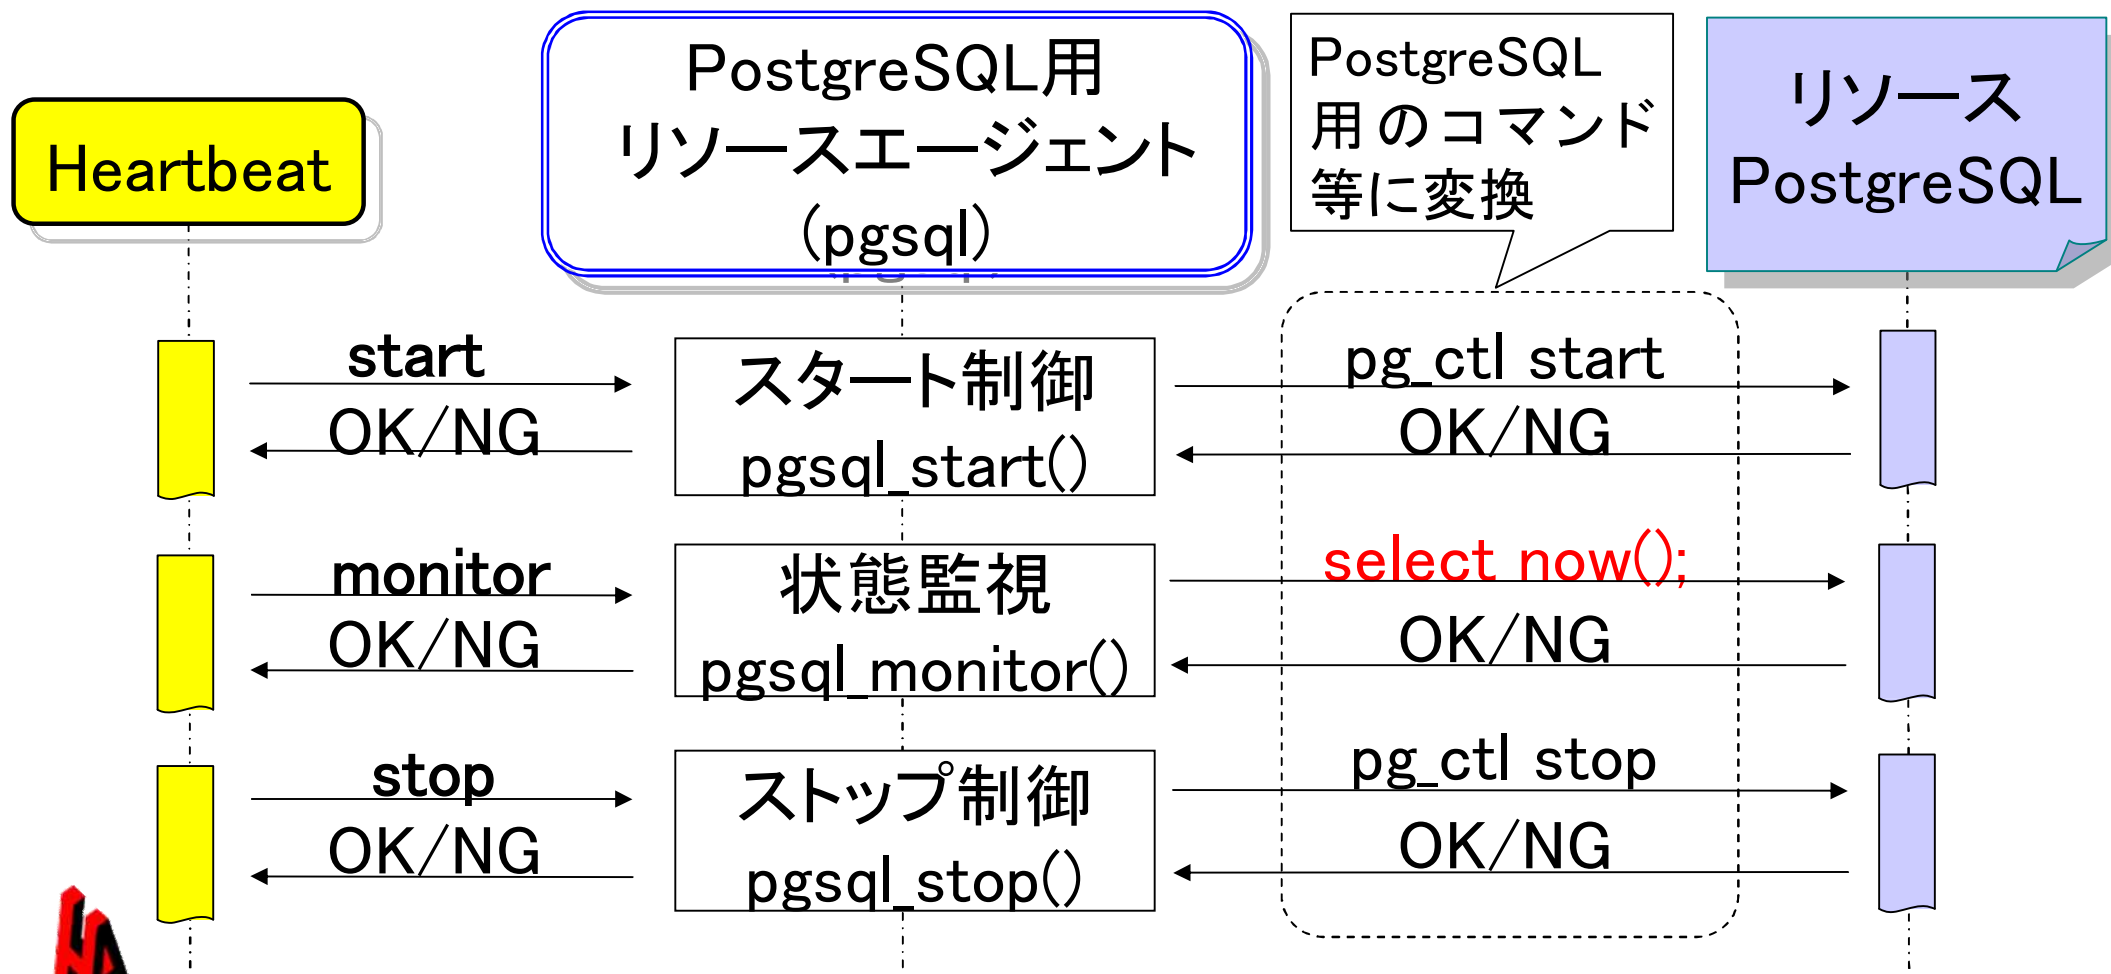 Heartbeat
PostgreSQL用
リソースエージェント
(pgsql)
PostgreSQL
用のコマンド
等に変換
リソース
PostgreSQL
start
OK/NG
スタート制御
pgsql_start()
pg_ctl start
OK/NG
monitor
OK/NG
状態監視
pgsql_monitor()
select now();
OK/NG
stop
OK/NG
ストップ制御
pgsql_stop()
pg_ctl stop
OK/NG